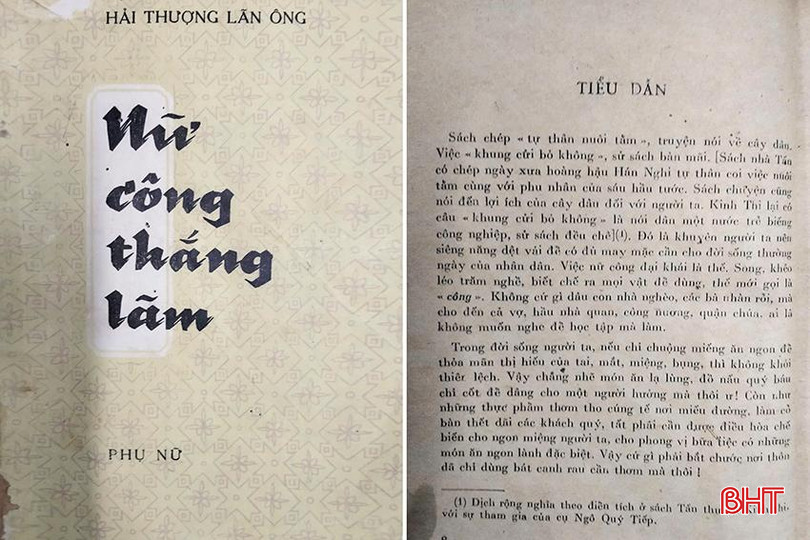 HẢI THƯỢNG LÃN ÔNG
Nữ
công
thắng
lãm
PHỤ NỮ
TIỂU DẪN
Sách chép « tự thân nuôi tằm », truyện nói về cây dâu.
Việc « khung cửi bỏ không », sử sách bàn mãi. [Sách nhà Tần
có chép ngày xưa hoàng hậu Hán Nghi tự thân coi việc nuôi
tằm cùng với phu nhân của sáu hầu tước. Sách chuyện cũng
nói đến lợi ích của cây dâu đối với người ta. Kinh Thi lại có
câu « khung cửi bỏ không » là nói dân một nước trễ biếng
công nghiệp, sử sách đều chê](1). Đó là khuyên người ta nên
siêng năng dệt vải để có đủ may mặc cần cho đời sống thường
ngày của nhân dân. Việc nữ công đại khái là thế. Song, khéo
léo trăm nghề, biết chế ra mọi vật để dùng, thế mới gọi là
« công ». Không cứ gì dâu con nhà nghèo, các bà nhàn rỗi, mà
cho đến cả vợ, hầu nhà quan, công nương, quận chúa, ai là
không muốn nghe để học tập mà làm.
Trong đời sống người ta, nếu chỉ chuộng miếng ăn ngon để
thỏa mãn thị hiếu của tai, mắt, miệng, bụng, thì không khỏi
thiên lệch. Vậy chẳng nhẽ món ăn lạ lùng, đồ nấu quý báu
chỉ cốt để dâng cho một người hưởng mà thôi ư! Còn như
những thực phẩm thơm tho cúng tế nơi miếu đường, làm cỗ
bàn thết đãi các khách quý, tất phải cần được điều hòa chế
biến cho ngon miệng người ta, cho phong vị bữa tiệc có những
món ăn ngon lành đặc biệt. Vậy cứ gì phải bắt chước nơi thôn
dã chỉ dùng bát canh rau cần thơm mà thôi !
(1) Dịch rộng nghĩa theo điển tích ở sách Tần
với sự tham gia của cụ Ngô Quý Tiếp.
BHT